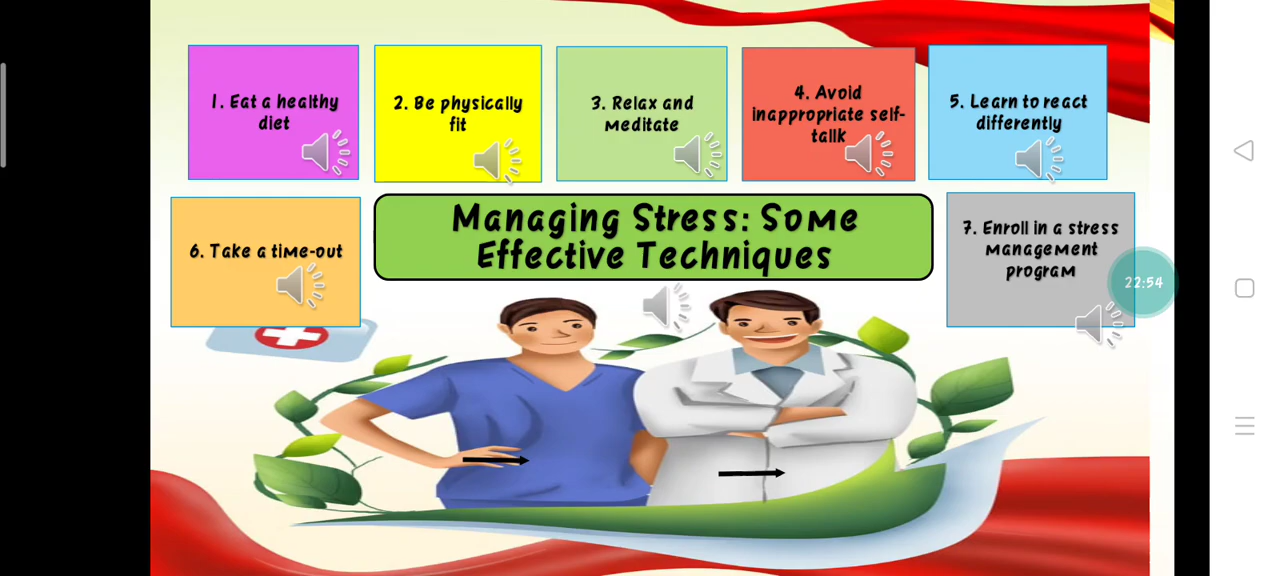 1. Eat a healthy
diet
2. Be physically
fit
3. Relax and
meditate
4. Avoid
inappropriate self-
tallk
5. Learn to react
differently
6. Take a time-out
Managing Stress: Some
Effective Techniques
7. Enroll in a stress
management
program
22:54